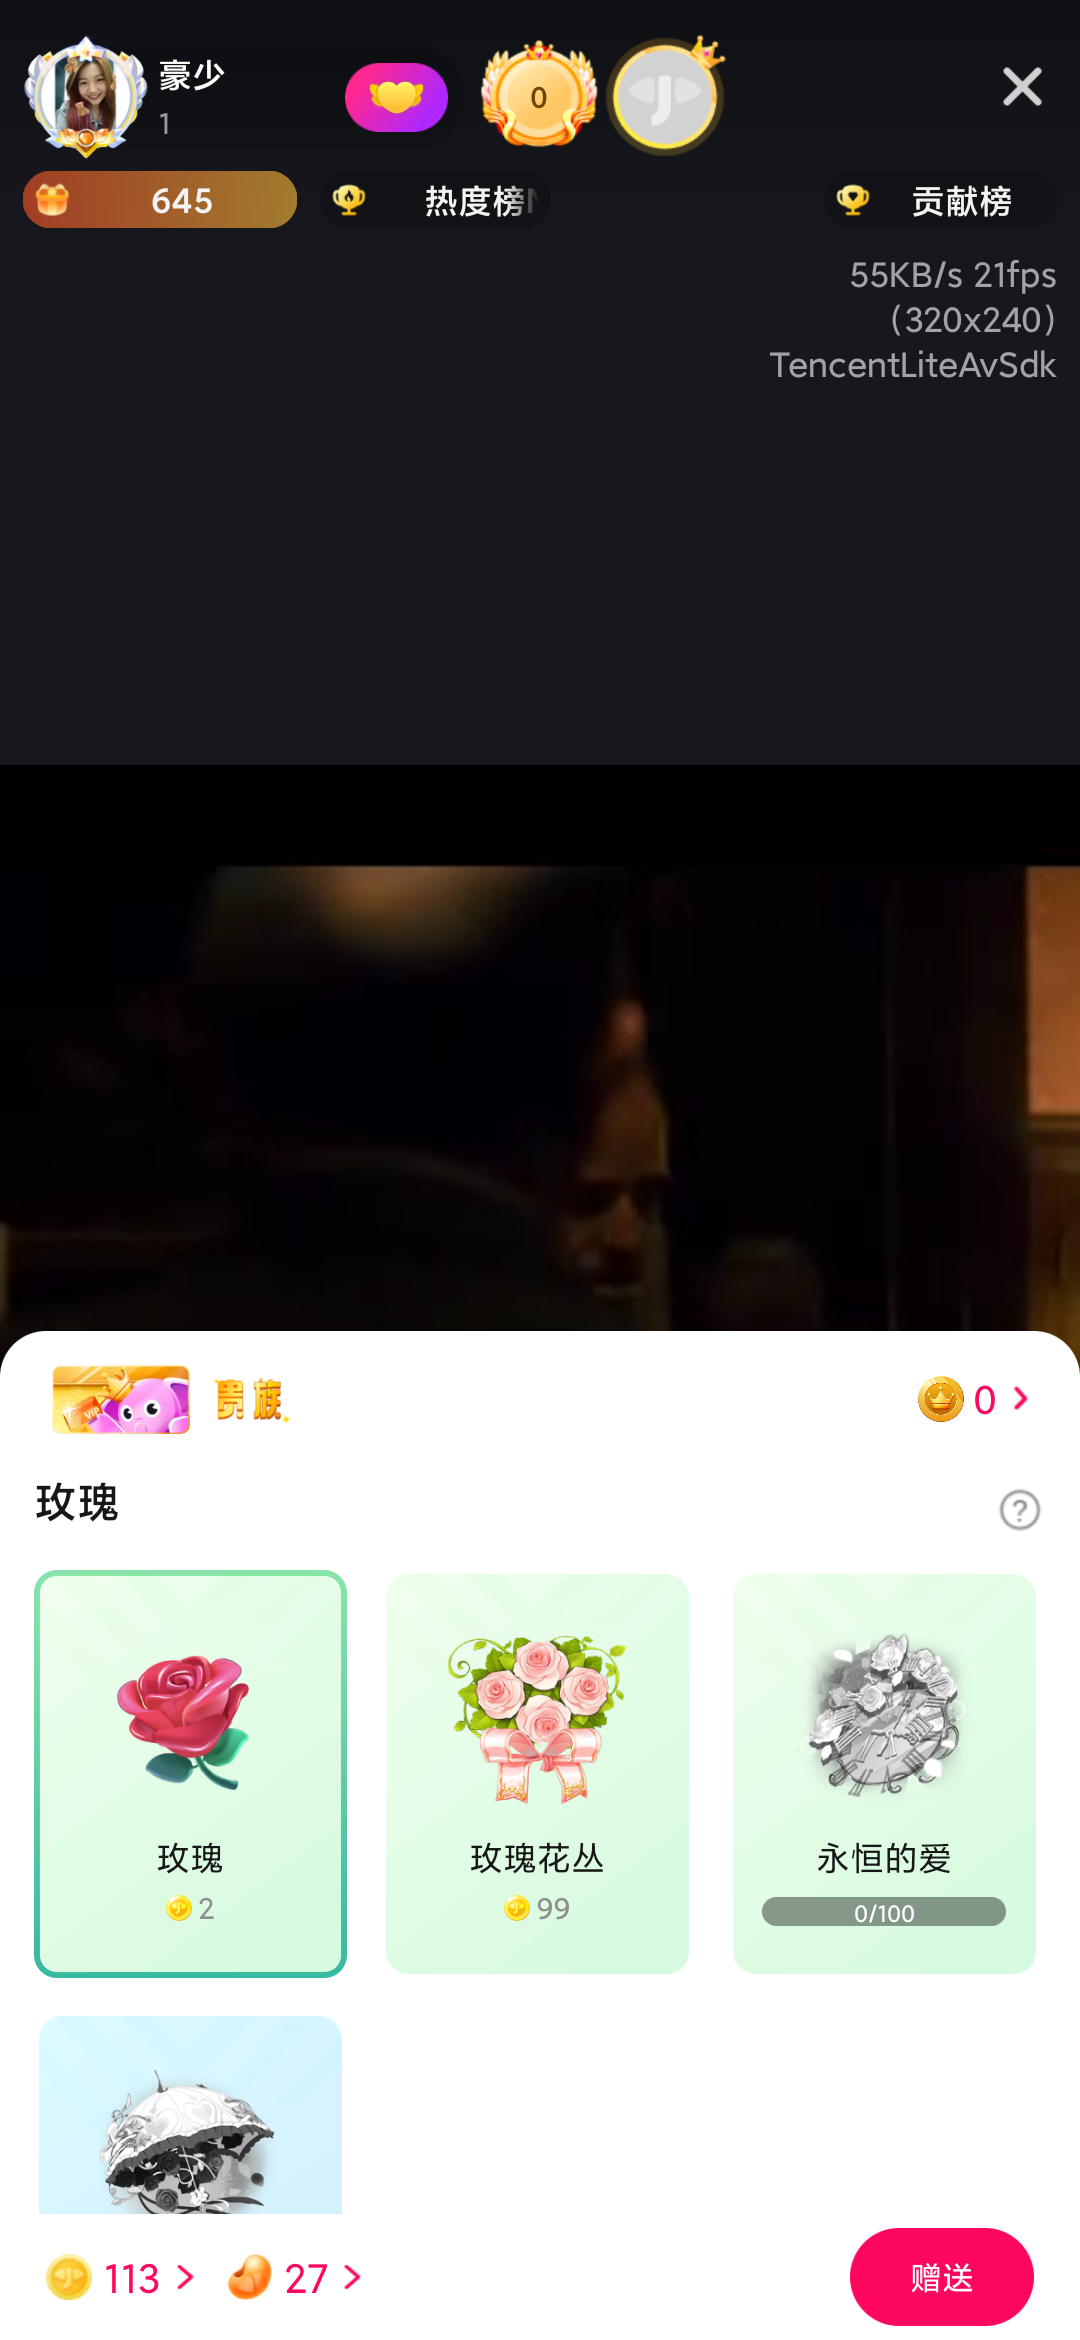 豪少
1
0
645
热度榜
贡献榜
55KB/s 21fps
(320x240)
TencentLiteAvSdk
VIP
贵族
0
玫瑰
?
玫瑰
2
玫瑰花丛
99
永恒的爱
0/100
113
27
赠送